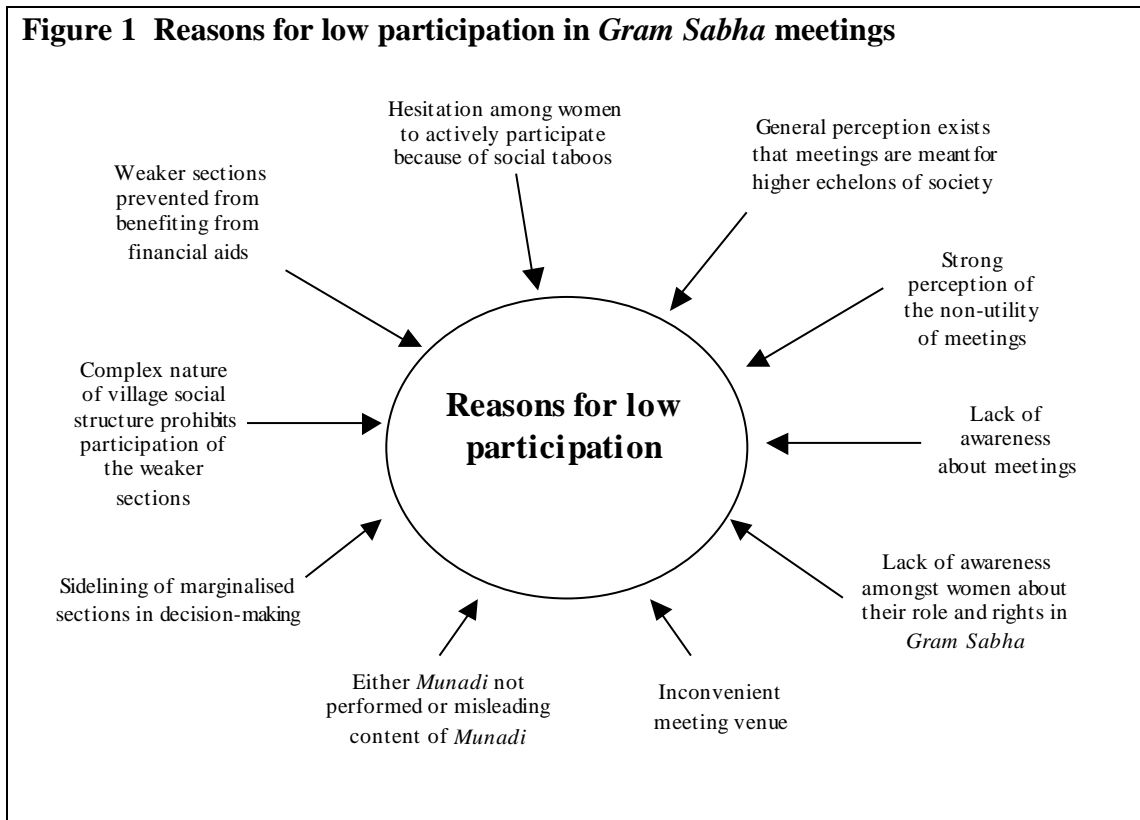 Figure 1 Reasons for low participation in Gram Sabha meetings
Hesitation among women
to actively participate
because of social taboos
General perception exists
that meetings are meant for
higher echelons of society
Weaker sections
prevented from
benefiting from
financial aids
Strong
perception of
the non-utility
of meetings
Complex nature
of village social
structure prohibits
participation of
the weaker
sections
Reasons for low
participation
Lack of
awareness
about meetings
Sidelining of marginalised
sections in decision-making
Lack of awareness
amongst women about
their role and rights in
Gram Sabha
Either Munadi not
performed or misleading
content of Munadi
Inconvenient
meeting venue